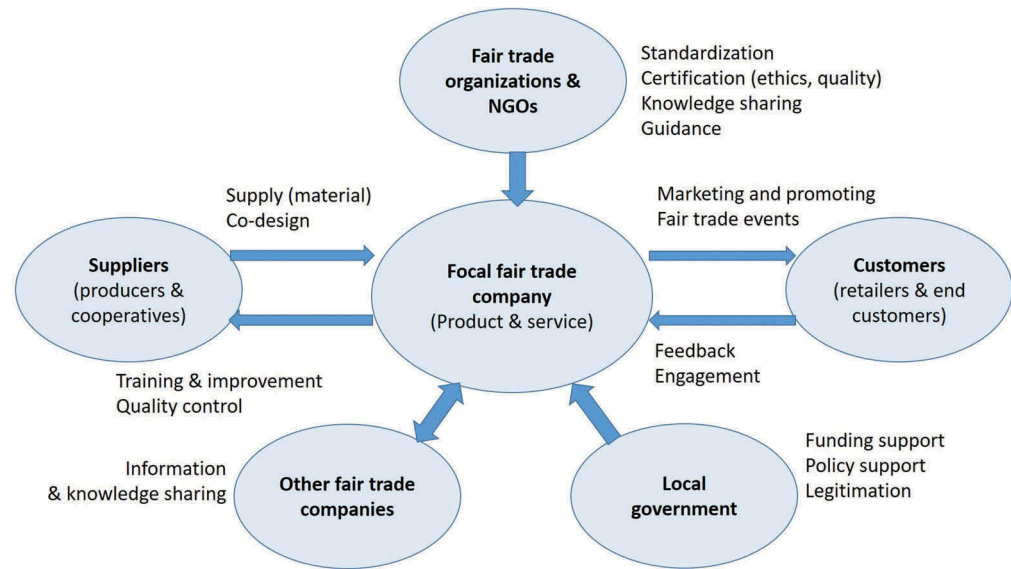 Fair trade
organizations &
NGOs
Standardization
Certification (ethics, quality)
Knowledge sharing
Guidance
Supply (material)
Co-design
Marketing and promoting
Fair trade events
Suppliers
(producers &
cooperatives)
Focal fair trade
company
(Product & service)
Customers
(retailers & end
customers)
Training & improvement
Quality control
Feedback
Engagement
Information
& knowledge sharing
Other fair trade
companies
Local
government
Funding support
Policy support
Legitimation